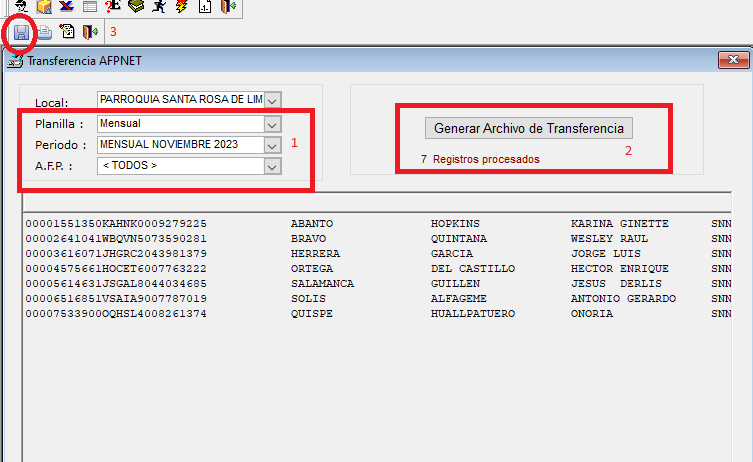 3
Transferencia AFPNET
Local: PARROQUIA SANTA ROSA DE LIM
Planilla : Mensual
Periodo : MENSUAL NOVIEMBRE 2023
A.F.P. : < TODOS >
1
Generar Archivo de Transferencia
7 Registros procesados
2
00001551350KAHNK0009279225 ABANTO HOPKINS KARINA GINETTE SNN
00002641041WBQVN5073590281 BRAVO QUINTANA WESLEY RAUL SNN
00003616071JHGRC2043981379 HERRERA GARCIA JORGE LUIS SNN
00004575661HOCET6007763222 ORTEGA DEL CASTILLO HECTOR ENRIQUE SNN
00005614631JSGAL8044034685 SALAMANCA GUILLEN JESUS DERLIS SNN
00006516851VSAIA9007787019 SOLIS ALFAGEME ANTONIO GERARDO SNN
00007533900OQHSL4008261374 QUISPE HUALLPATUERO ONORIA SNN